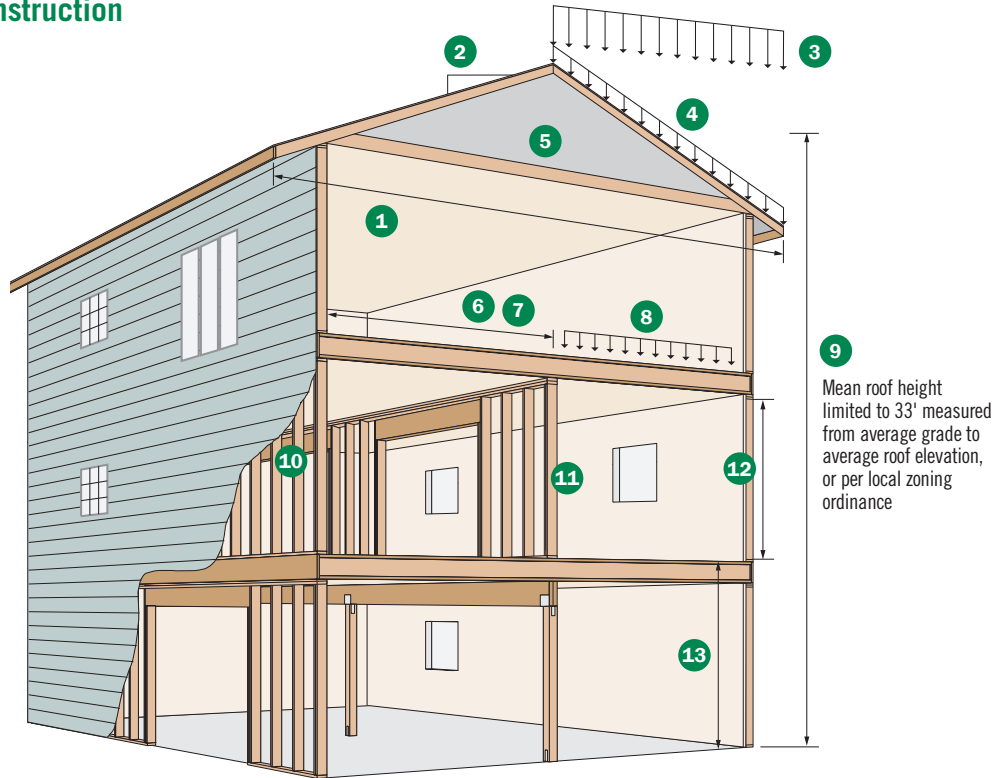 nstruction
2
3
4
5
1
6
7
8
9
Mean roof height
limited to 33' measured
from average grade to
average roof elevation,
or per local zoning
ordinance
10
11
12
13